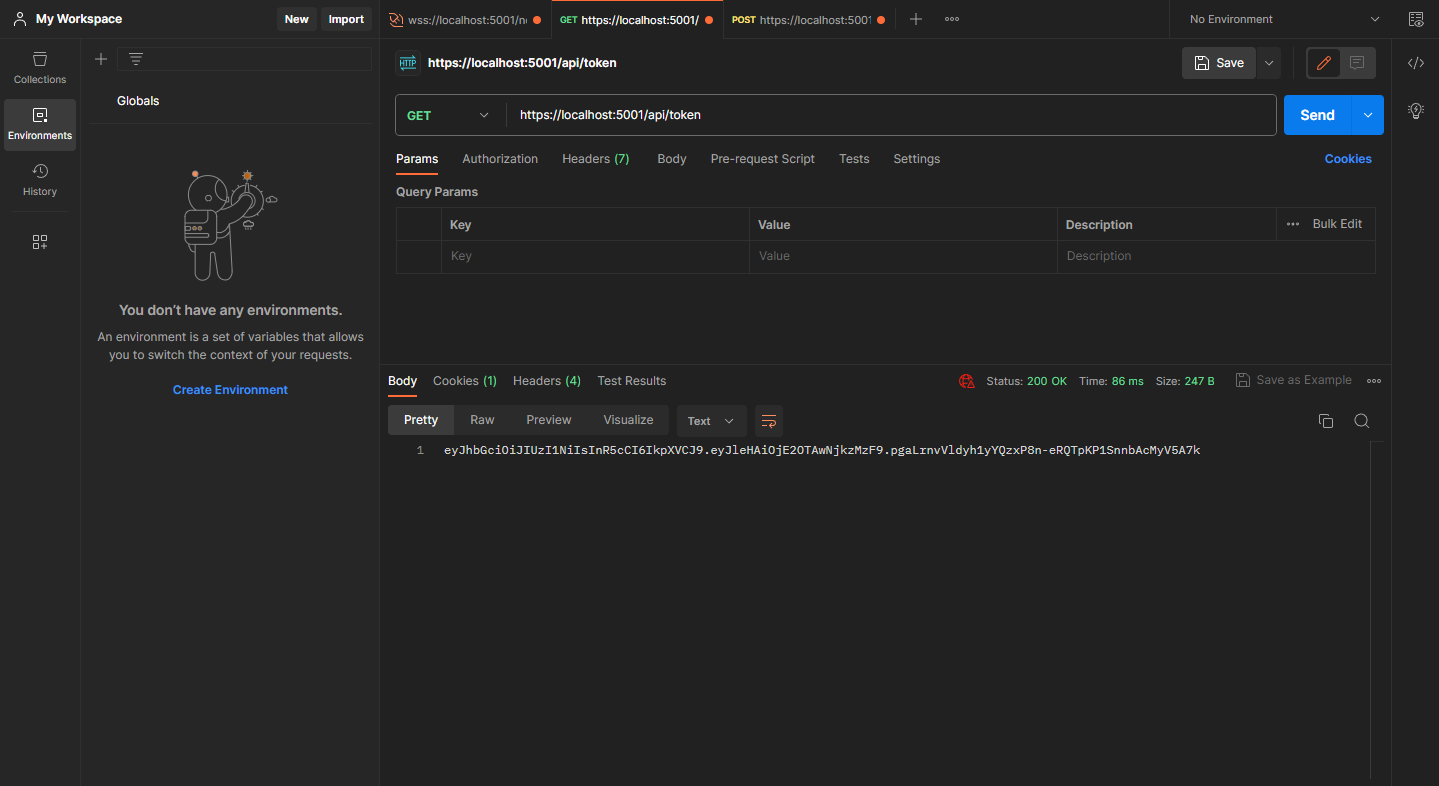 My Workspace
New
Import
wss://localhost:5001/n
GET https://localhost:5001/
POST https://localhost:5001
No Environment
Collections
Environments
History
Globals
You don’t have any environments.
An environment is a set of variables that allows
you to switch the context of your requests.
Create Environment
HTTP
https://localhost:5001/api/token
Save
GET
https://localhost:5001/api/token
Send
Params
Authorization
Headers (7)
Body
Pre-request Script
Tests
Settings
Cookies
Query Params
Key Value Description Bulk Edit
Key Value Description
Body
Cookies (1)
Headers (4)
Test Results
Status: 200 OK
Time: 86 ms
Size: 247 B
Save as Example
Pretty
Raw
Preview
Visualize
Text
1 eyJhbGciOiJIUzI1NiIsInR5cCI6IkpXVCJ9.eyJleHAiOjE2OTAwNjkzMzF9.pgaLrnvVldyh1yYQzxP8n-eRQTpKP1SnnbAcMyV5A7k